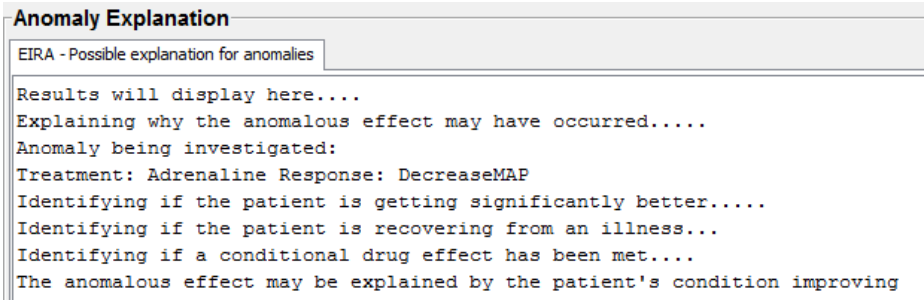 Anomaly Explanation
EIRA - Possible explanation for anomalies
Results will display here....
Explaining why the anomalous effect may have occurred.....
Anomaly being investigated:
Treatment: Adrenaline Response: DecreaseMAP
Identifying if the patient is getting significantly better.....
Identifying if the patient is recovering from an illness...
Identifying if a conditional drug effect has been met....
The anomalous effect may be explained by the patient's condition improving